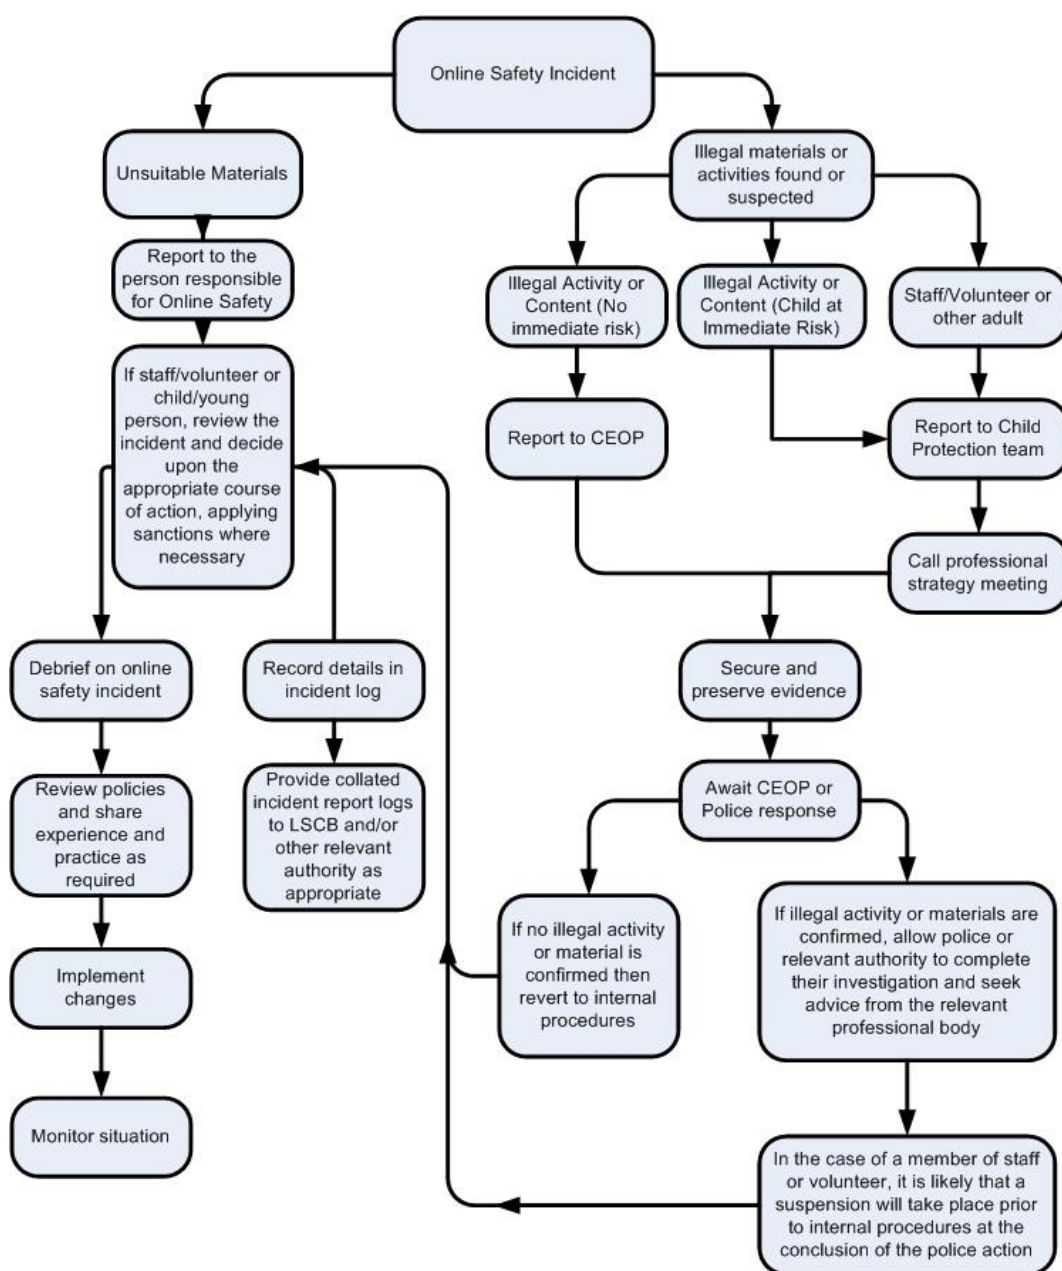 Online Safety Incident
Unsuitable Materials
Report to the
person responsible
for Online Safety
If staff/volunteer or
child/young
person, review the
incident and decide
upon the
appropriate course
of action, applying
sanctions where
necessary
Debrief on online
safety incident
Review policies
and share
experience and
practice as
required
Implement
changes
Monitor situation
Record details in
incident log
Provide collated
incident report logs
to LSCB and/or
other relevant
authority as
appropriate
Illegal materials or
activities found or
suspected
Illegal Activity or
Content (No
immediate risk)
Illegal Activity or
Content (Child at
Immediate Risk)
Staff/Volunteer or
other adult
Report to CEOP
Report to Child
Protection team
Call professional
strategy meeting
Secure and
preserve evidence
Await CEOP or
Police response
If no illegal activity
or material is
confirmed then
revert to internal
procedures
If illegal activity or materials are
confirmed, allow police or
relevant authority to complete
their investigation and seek
advice from the relevant
professional body
In the case of a member of staff
or volunteer, it is likely that a
suspension will take place prior
to internal procedures at the
conclusion of the police action